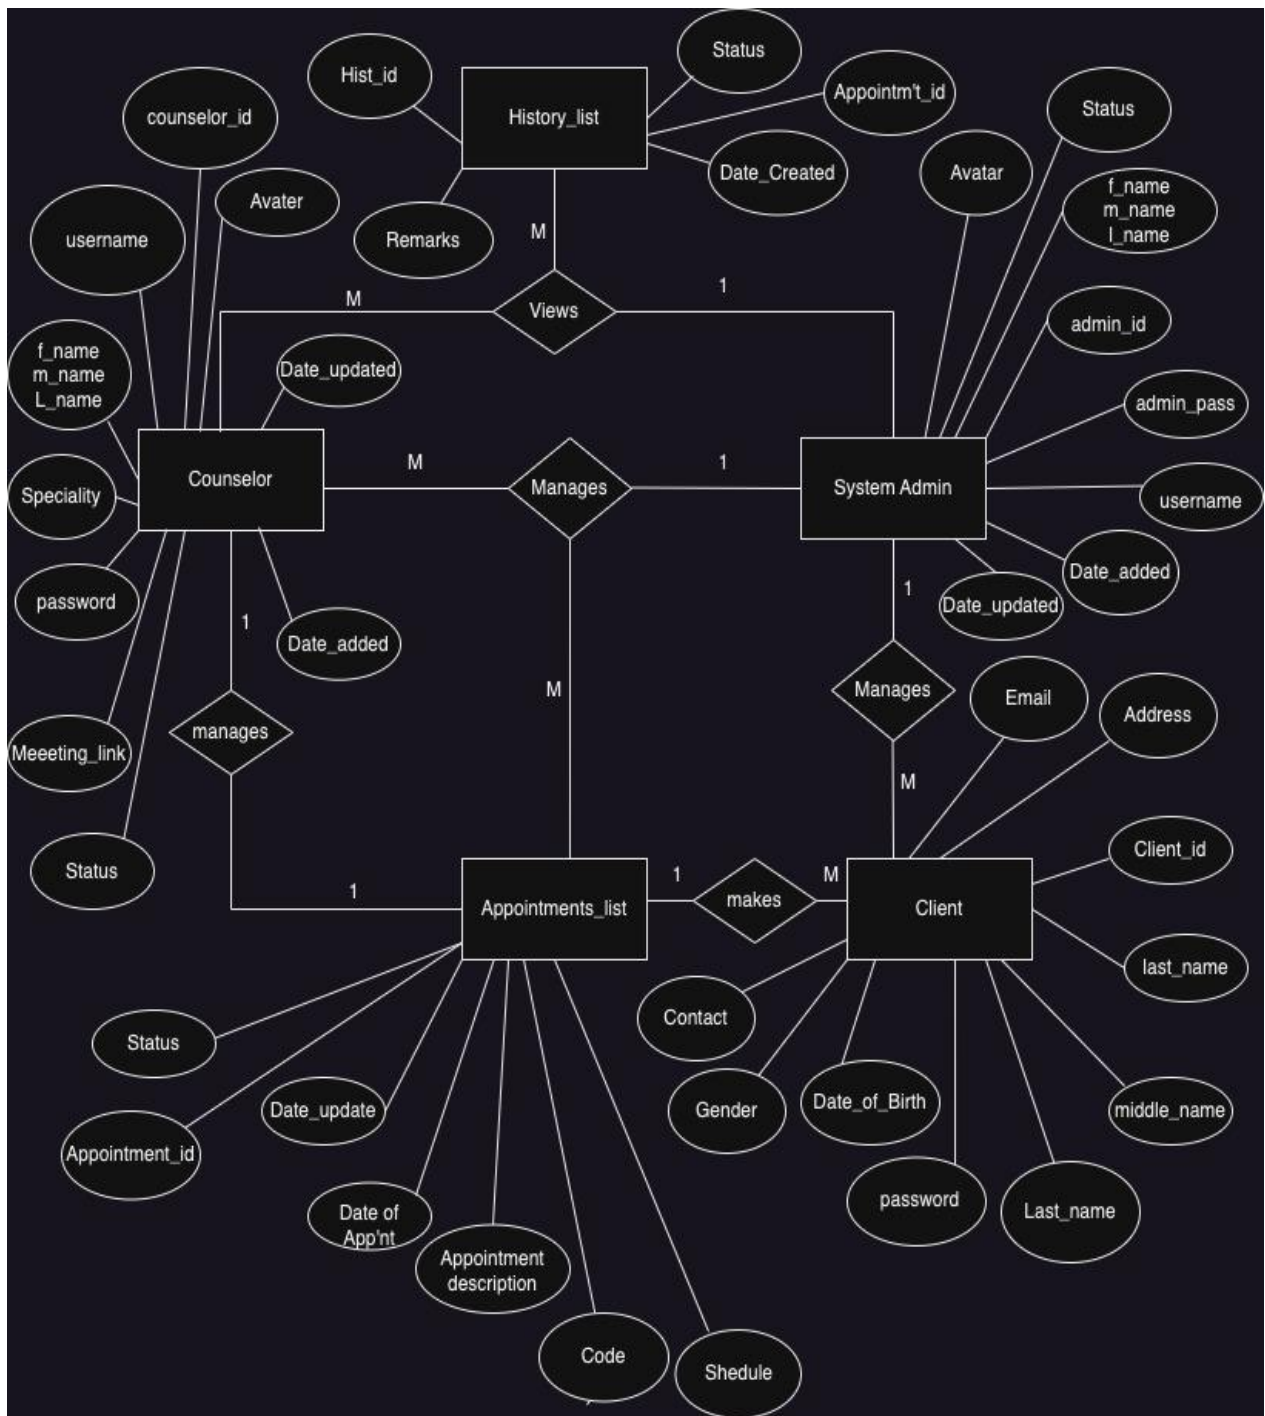 Status
Hist_id
Appointm't_id
History_list
counselor_id
Status
Date_Created
Avatar
Avater
f_name
m_name
l_name
username
Remarks
M
M
1
Views
admin_id
f_name
m_name
L_name
Date_updated
admin_pass
M
1
Counselor
Manages
System Admin
Speciality
username
Date_added
password
1
Date_updated
1
Date_added
M
Manages
Email
Address
manages
Meeeting_link
M
Status
1
1
M
Client_id
makes
Appointments_list
Client
last_name
Contact
Status
Date_update
Gender
Date_of_Birth
middle_name
Appointment_id
password
Last_name
Date of
App'nt
Appointment
description
Code
Shedule